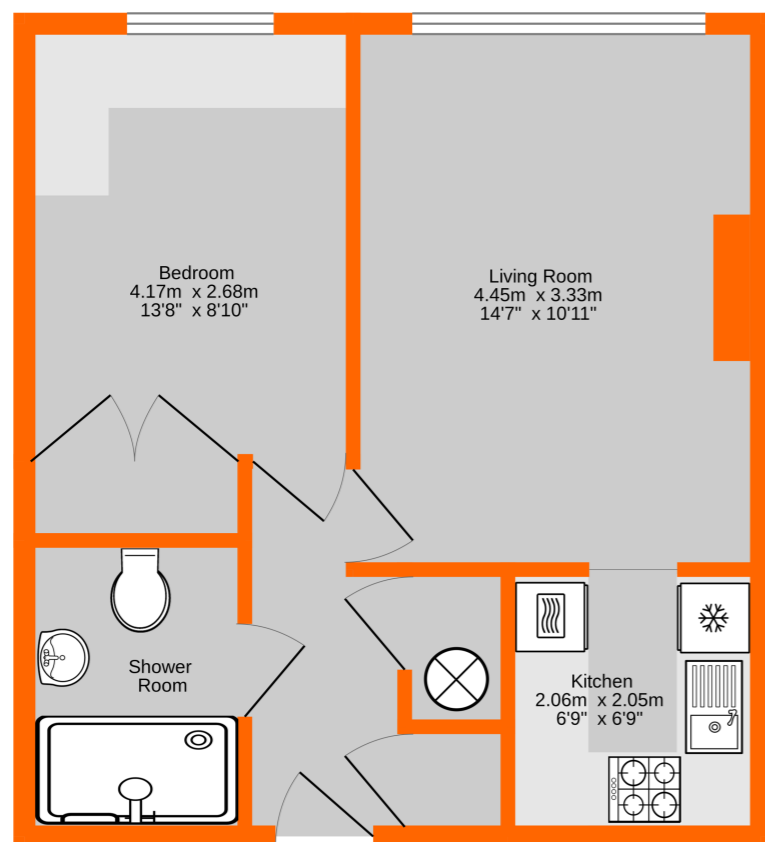 Bedroom
4.17m x 2.68m
13'8" x 8'10"
Living Room
4.45m x 3.33m
14'7" x 10'11"
Shower
Room
Kitchen
2.06m x 2.05m
6'9" x 6'9"